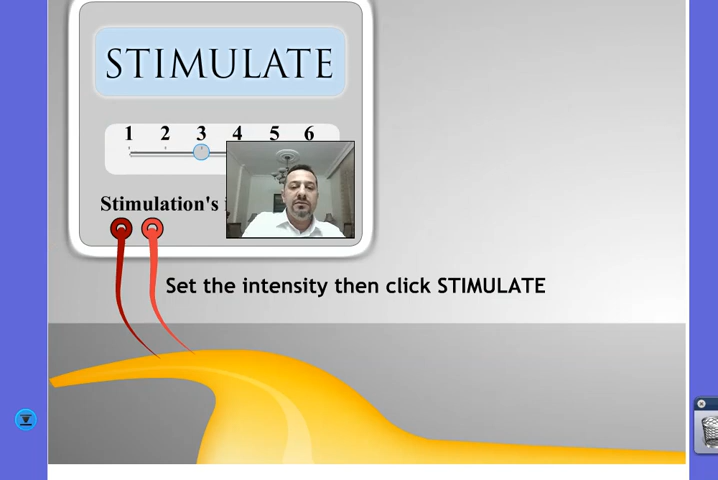 STIMULATE
1 2 3 4 5 6
Stimulation's
Set the intensity then click STIMULATE